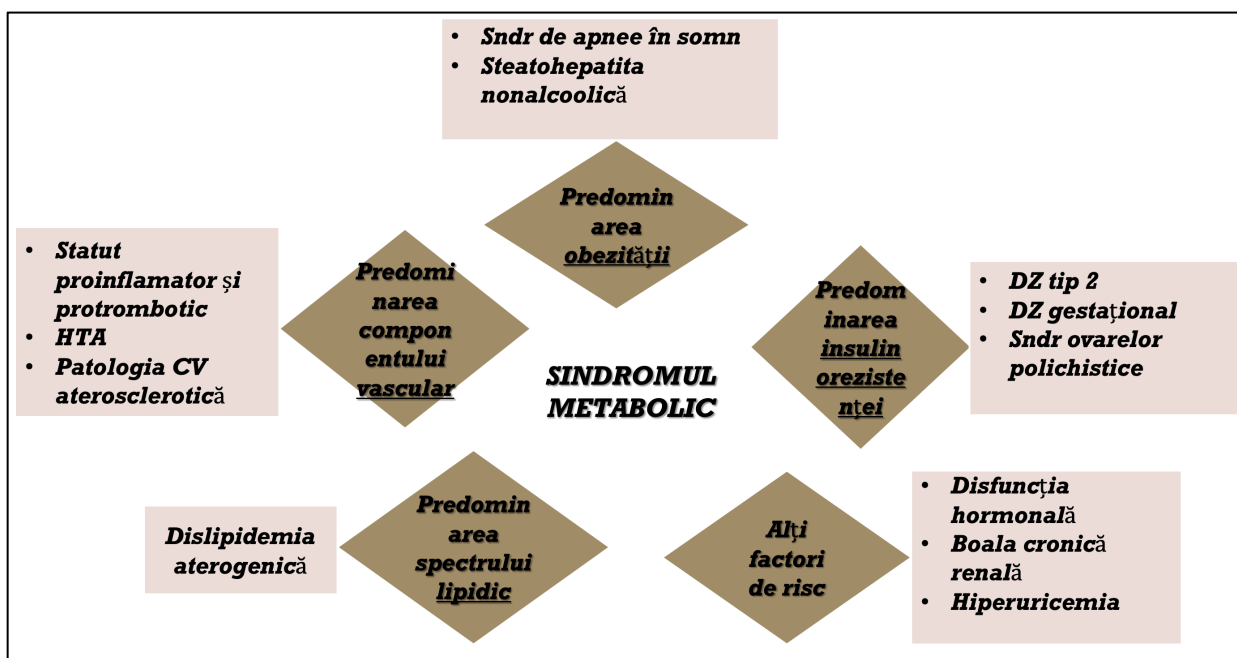 • Sndr de apnee în somn
• Steatohepatita
nonalcoolică
Predomin
area
obezității
• Statut
proinflamator și
protrombotic
• HTA
• Patologia CV
aterosclerotică
Predomi
narea
compon
entului
vascular
Predom
inarea
insulin
oreziste
nței
• DZ tip 2
• DZ gestațional
• Sndr ovarelor
polichistice
SINDROMUL
METABOLIC
Dislipidemia
aterogenică
Predomin
area
spectrului
lipidic
Alți
factori
de risc
• Disfuncția
hormonală
• Boala cronică
renală
• Hiperuricemia